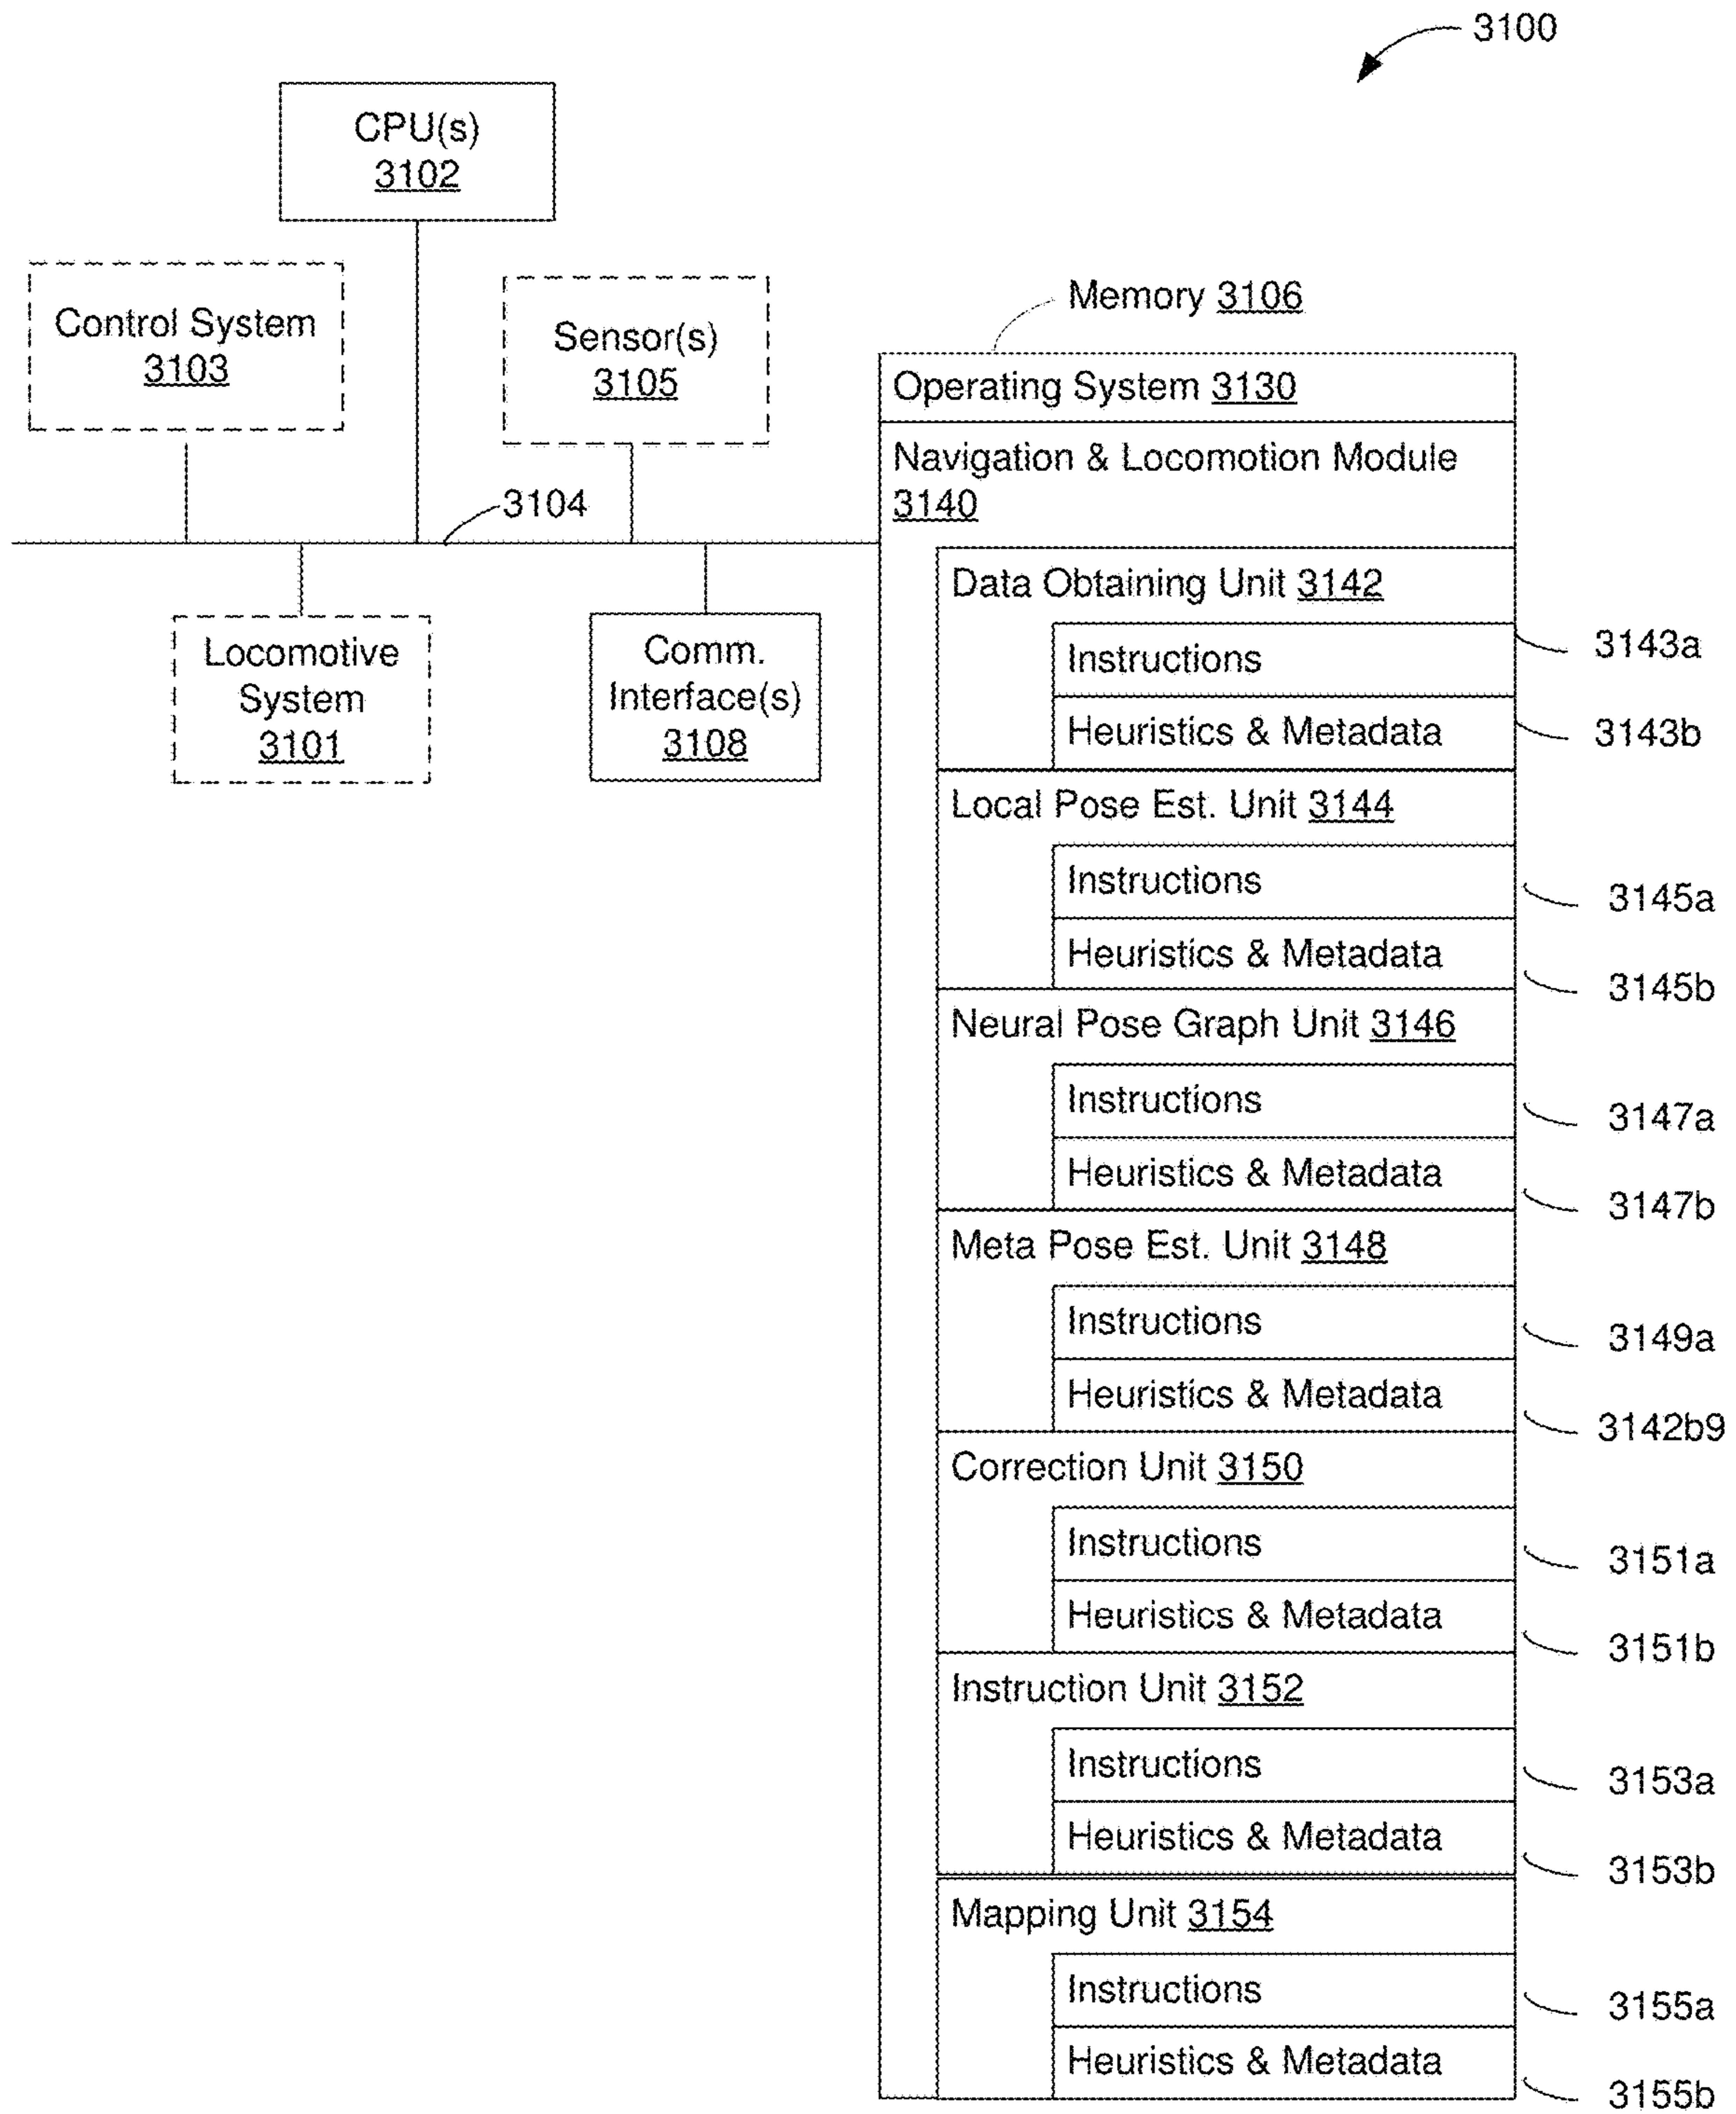 3100
CPU(s)
3102
Control System
3103
Sensor(s)
3105
Memory 3106
3104
Locomotive
System
3101
Comm.
Interface(s)
3108
Operating System 3130
Navigation & Locomotion Module
3140
Data Obtaining Unit 3142
Instructions
3143a
Heuristics & Metadata
3143b
Local Pose Est. Unit 3144
Instructions
3145a
Heuristics & Metadata
3145b
Neural Pose Graph Unit 3146
Instructions
3147a
Heuristics & Metadata
3147b
Meta Pose Est. Unit 3148
Instructions
3149a
Heuristics & Metadata
3142b9
Correction Unit 3150
Instructions
3151a
Heuristics & Metadata
3151b
Instruction Unit 3152
Instructions
3153a
Heuristics & Metadata
3153b
Mapping Unit 3154
Instructions
3155a
Heuristics & Metadata
3155b